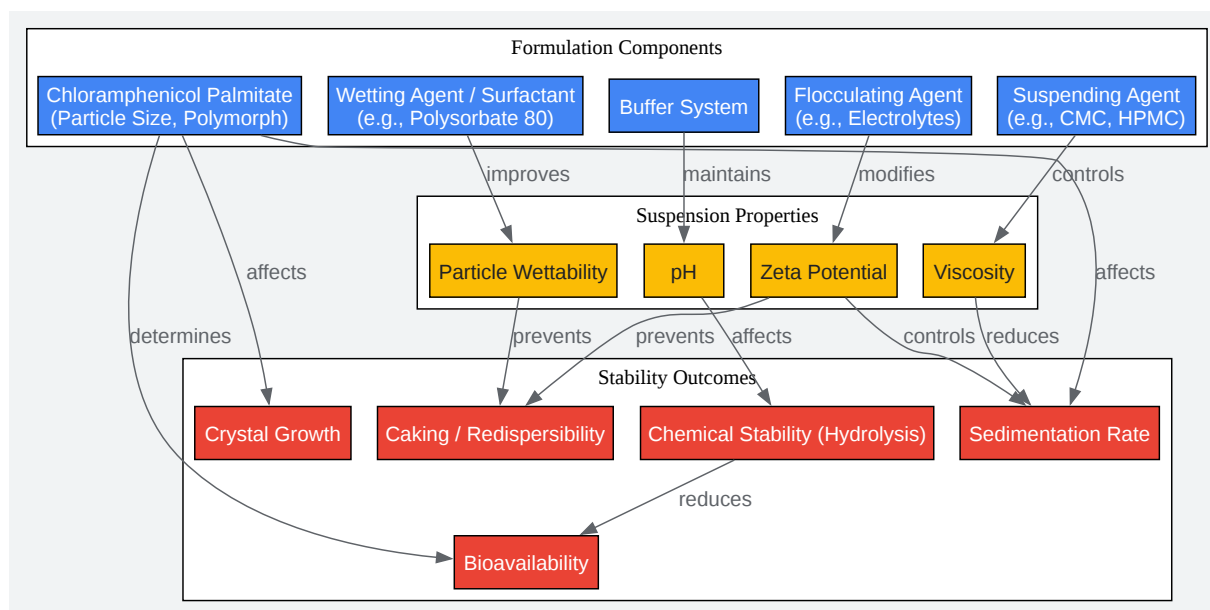 Formulation Components
Chloramphenicol Palmitate
(Particle Size, Polymorph)
Wetting Agent / Surfactant
(e.g., Polysorbate 80)
Buffer System
Flocculating Agent
(e.g., Electrolytes)
Suspending Agent
(e.g., CMC, HPMC)
improves
maintains
modifies
controls
Suspension Properties
Particle Wettability
pH
Zeta Potential
Viscosity
affects
affects
determines
prevents
prevents
affects
controls
reduces
Stability Outcomes
Crystal Growth
Caking / Redispersibility
Chemical Stability (Hydrolysis)
Sedimentation Rate
reduces
Bioavailability